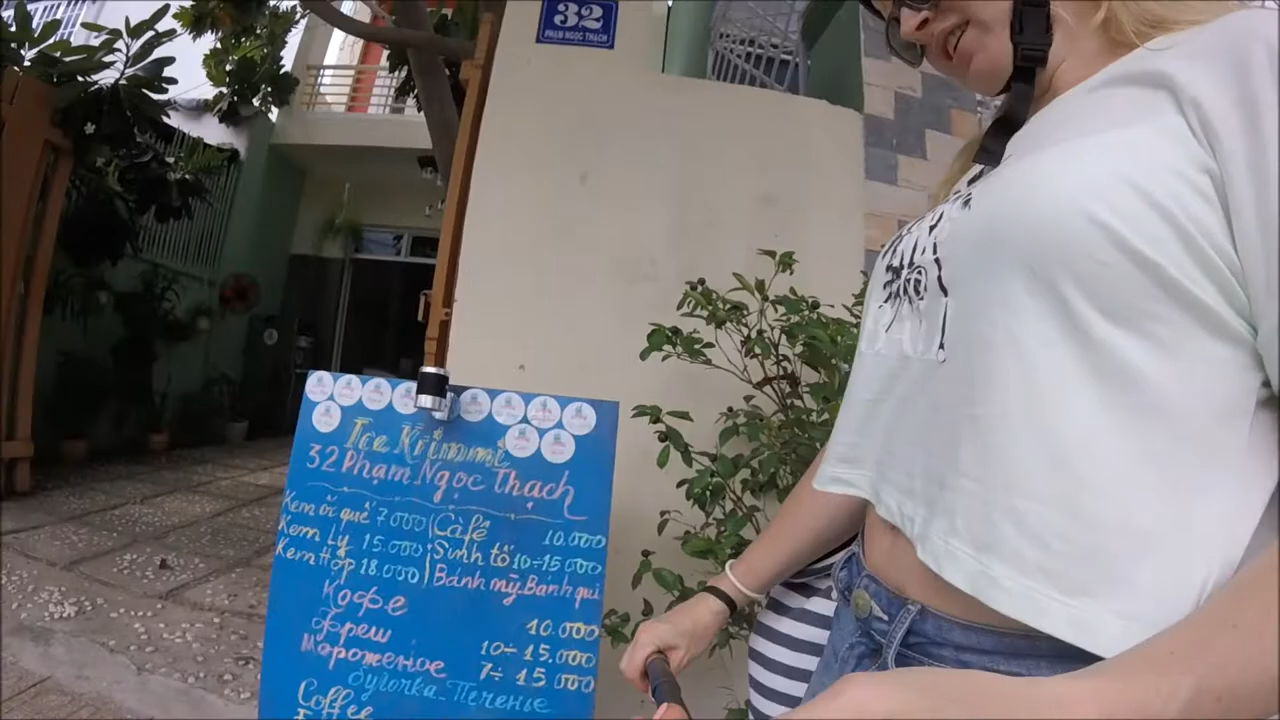 32
PHẠM NGỌC THẠCH
Ice Krimmi
32 Phạm Ngọc Thạch
Kem ốc quế 7.000 Càfê 10.000
Kem Ly 15.000 Sinh tố 10÷15.000
Kem Hộp 18.000 Bánh mỳ. Bánh qui
Кофе 10.000
Фреш 10÷15.000
Мороженое 7÷15.000
булочка - Печенье
Coffee